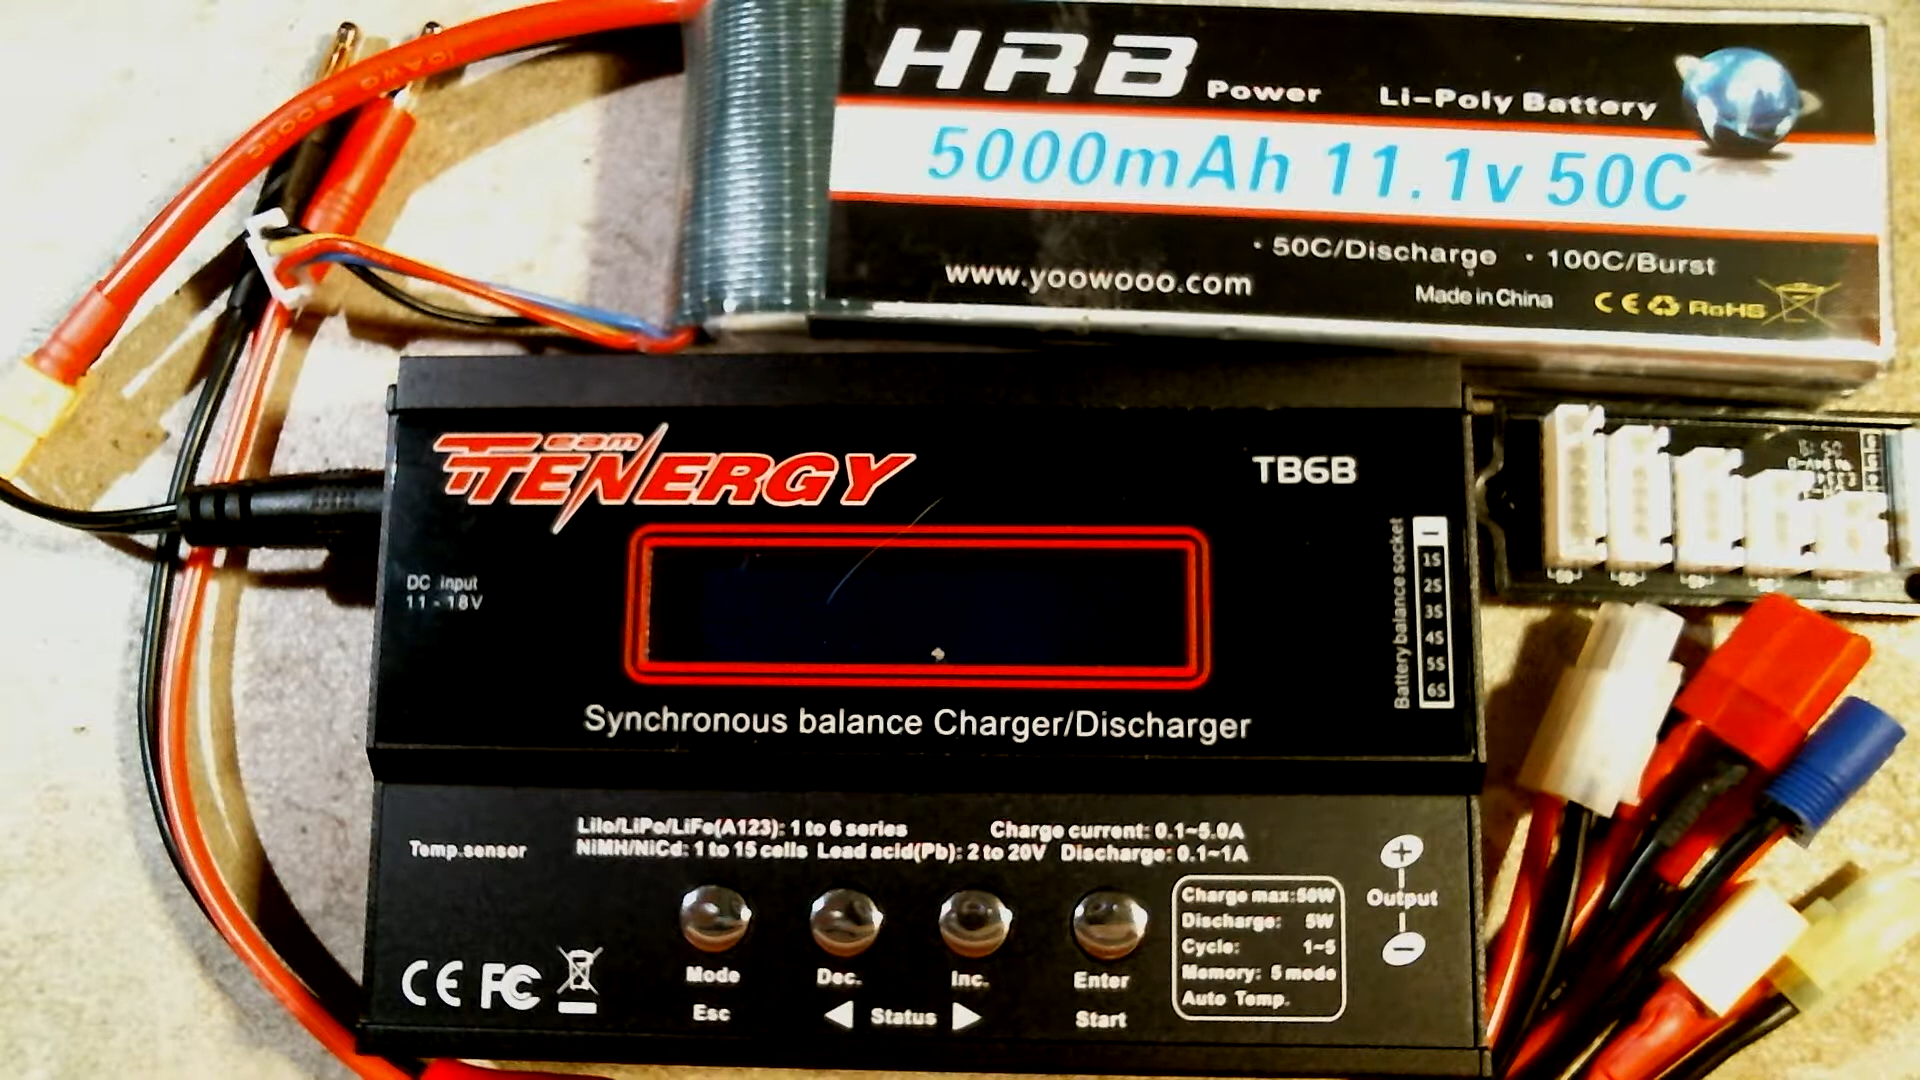 HRB Power Li-Poly Battery
5000mAh 11.1v 50C
• 50C/Discharge • 100C/Burst
www.yoowooo.com
Made in China CE RoHS
10AWG
Team TENERGY
TB6B
DC input
11 - 18V
Battery balance socket
1S
2S
3S
4S
5S
6S
Synchronous balance Charger/Discharger
LiIo/LiPo/LiFe(A123): 1 to 6 series Charge current: 0.1~5.0A
NiMH/NiCd: 1 to 15 cells Lead acid(Pb): 2 to 20V Discharge: 0.1~1A
Temp.sensor
Charge max:50W
Discharge: 5W
Cycle: 1~5
Memory: 5 mode
Auto Temp.
+
Output
−
CE FC
Mode Dec. Inc. Enter
Esc ◀ Status ▶ Start